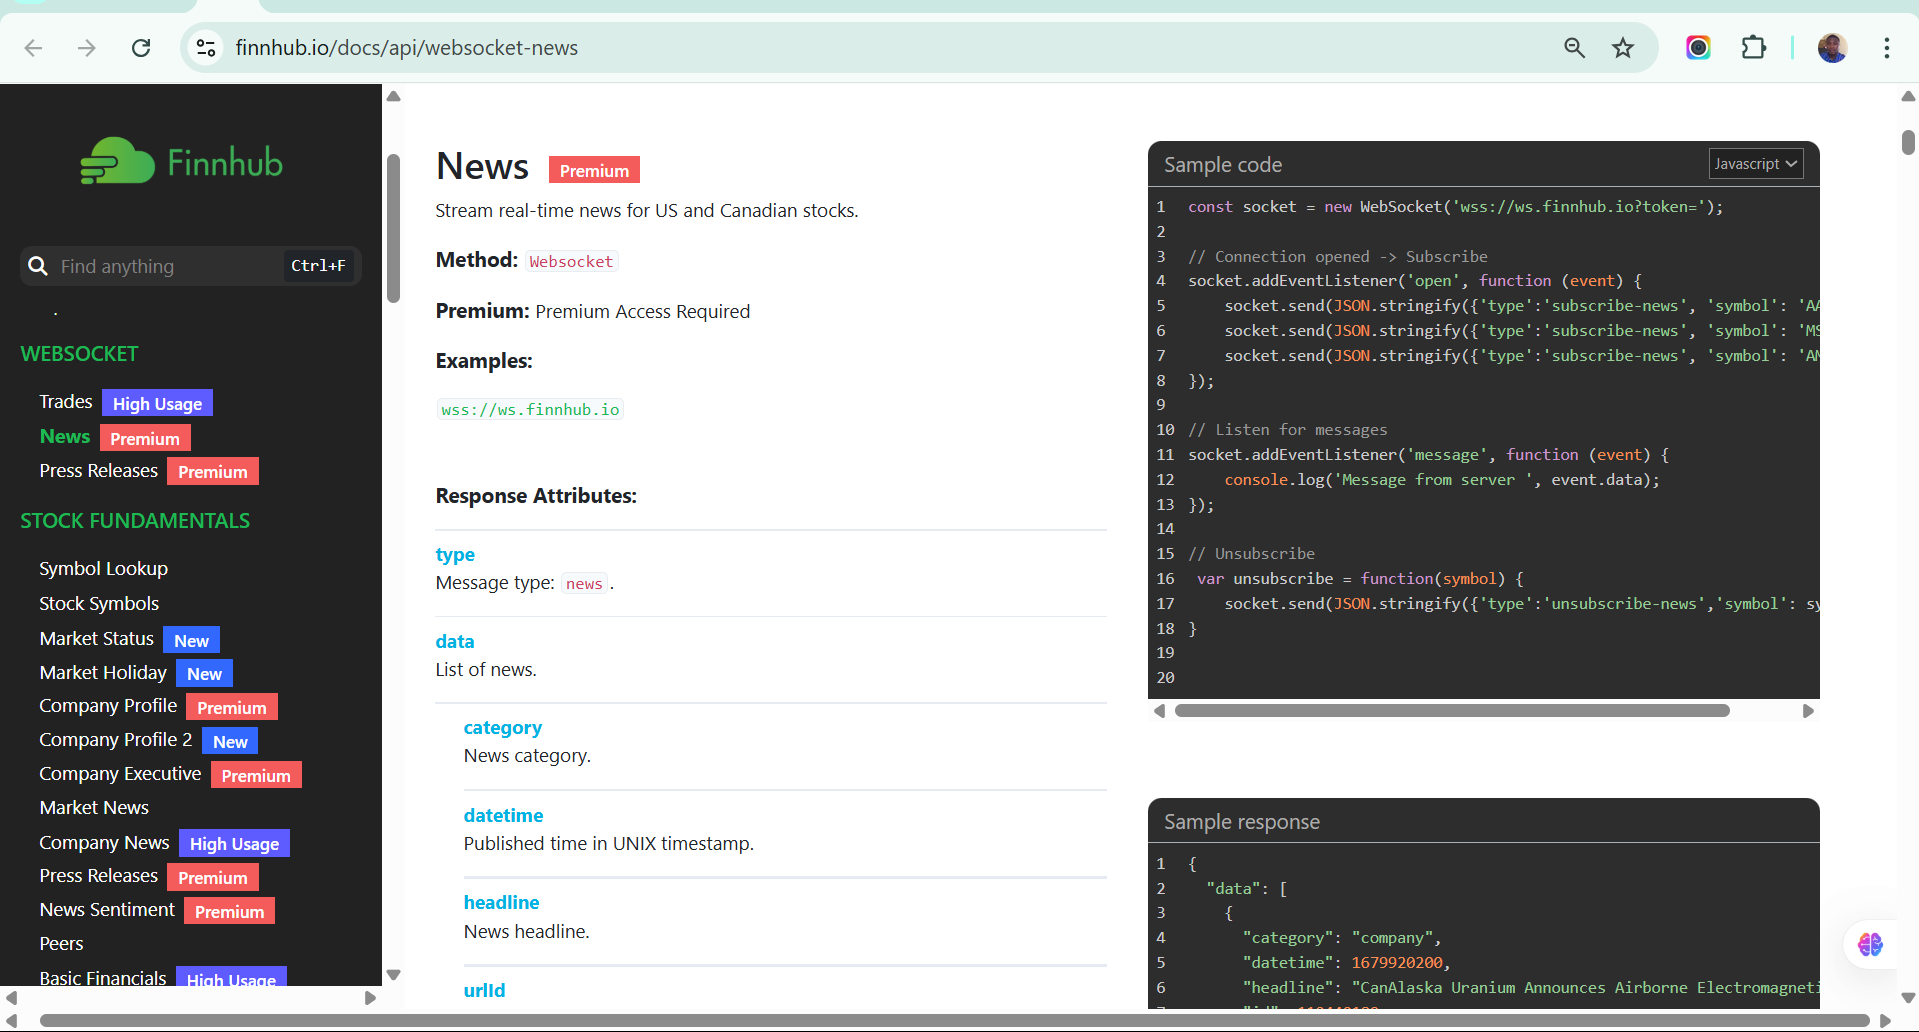 finnhub.io/docs/api/websocket-news
Finnhub
Find anything Ctrl+F
.
WEBSOCKET
Trades High Usage
News Premium
Press Releases Premium
STOCK FUNDAMENTALS
Symbol Lookup
Stock Symbols
Market Status New
Market Holiday New
Company Profile Premium
Company Profile 2 New
Company Executive Premium
Market News
Company News High Usage
Press Releases Premium
News Sentiment Premium
Peers
Basic Financials High Usage
News Premium
Stream real-time news for US and Canadian stocks.
Method: Websocket
Premium: Premium Access Required
Examples:
wss://ws.finnhub.io
Response Attributes:
type
Message type: news .
data
List of news.
category
News category.
datetime
Published time in UNIX timestamp.
headline
News headline.
urlId
Sample code Javascript
1 const socket = new WebSocket('wss://ws.finnhub.io?token=');
2
3 // Connection opened -> Subscribe
4 socket.addEventListener('open', function (event) {
5 socket.send(JSON.stringify({'type':'subscribe-news', 'symbol': 'AA
6 socket.send(JSON.stringify({'type':'subscribe-news', 'symbol': 'MS
7 socket.send(JSON.stringify({'type':'subscribe-news', 'symbol': 'AM
8 });
9
10 // Listen for messages
11 socket.addEventListener('message', function (event) {
12 console.log('Message from server ', event.data);
13 });
14
15 // Unsubscribe
16 var unsubscribe = function(symbol) {
17 socket.send(JSON.stringify({'type':'unsubscribe-news','symbol': sy
18 }
19
20
Sample response
1 {
2 "data": [
3 {
4 "category": "company",
5 "datetime": 1679920200,
6 "headline": "CanAlaska Uranium Announces Airborne Electromagneti